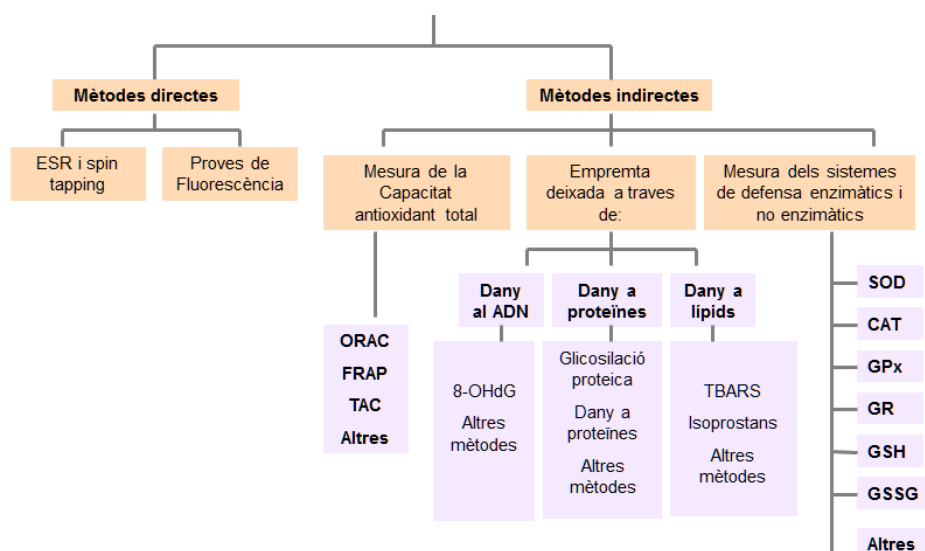 Mètodes directes
Mètodes indirectes
ESR i spin
tapping
Proves de
Fluorescència
Mesura de la
Capacitat
antioxidant total
Empremta
deixada a traves
de:
Mesura dels sistemes
de defensa enzimàtics i
no enzimàtics
ORAC
FRAP
TAC
Altres
Dany
al ADN
Dany a
proteïnes
Dany a
lípids
8-OHdG
Altres
mètodes
Glicosilació
proteica
Dany a
proteïnes
Altres
mètodes
TBARS
Isoprostans
Altres
mètodes
SOD
CAT
GPx
GR
GSH
GSSG
Altres